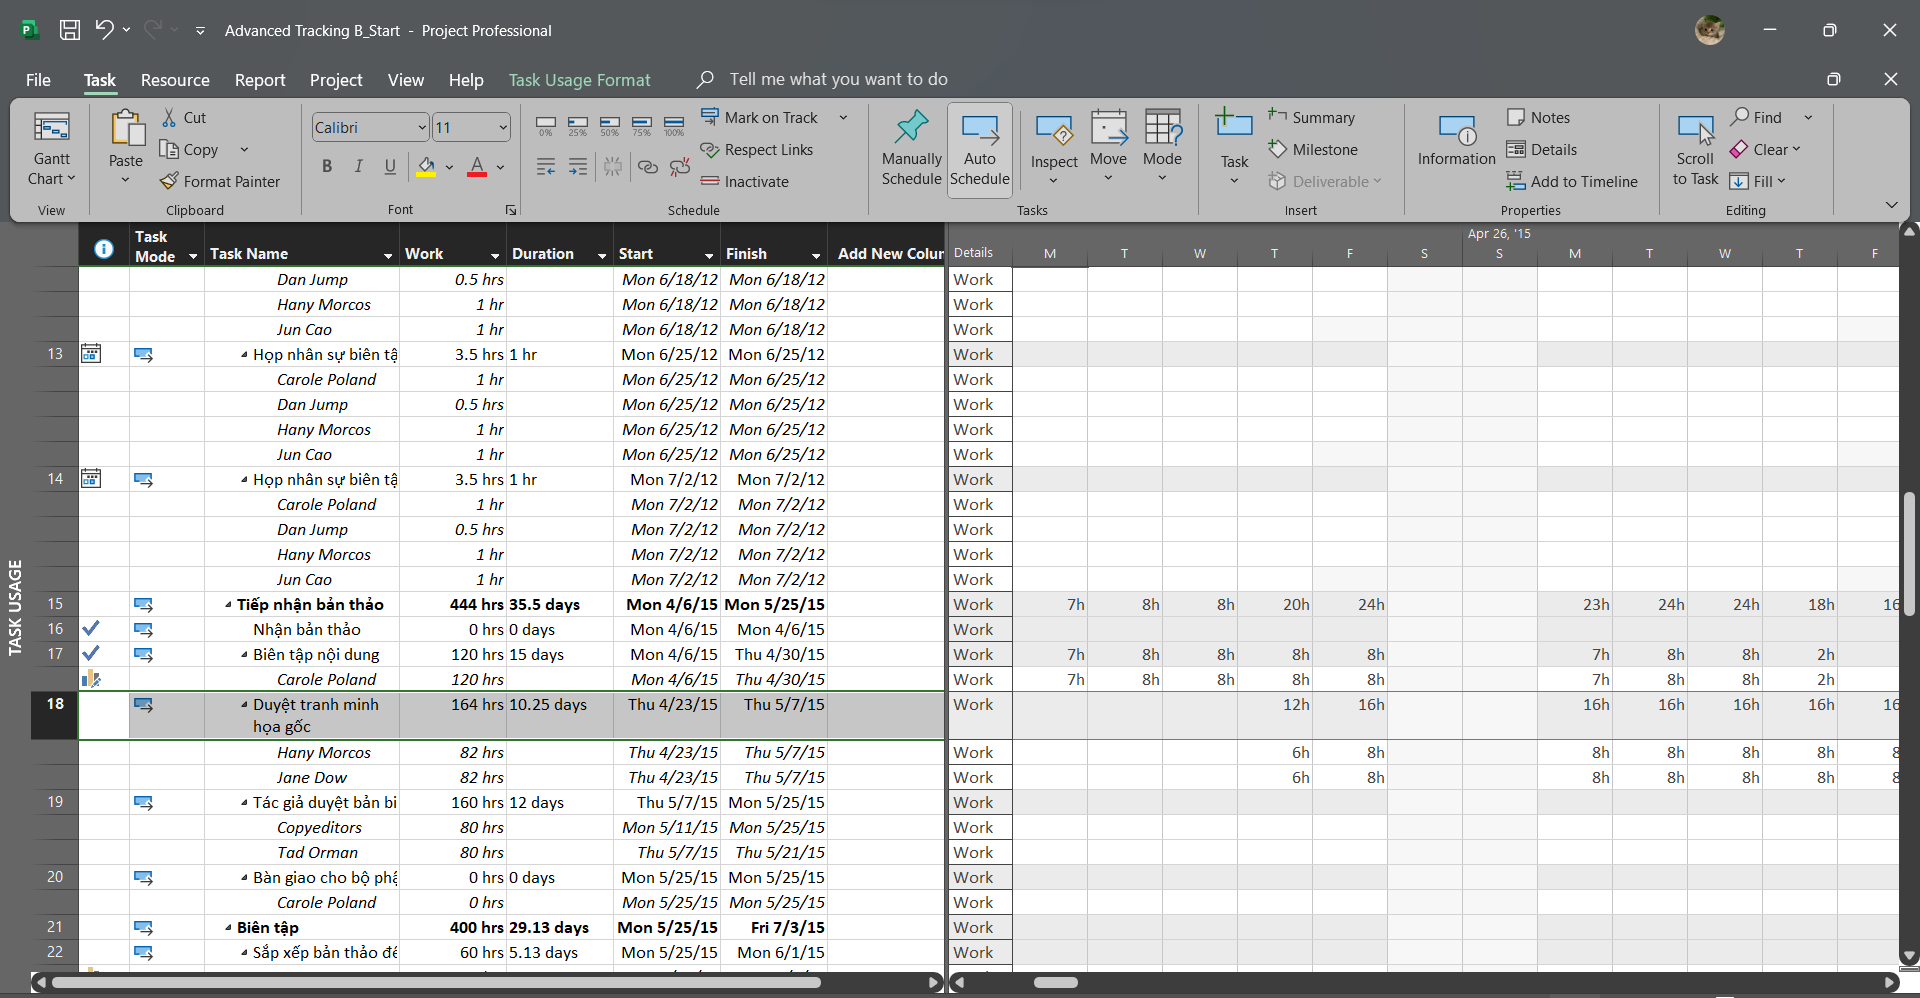 Advanced Tracking B_Start - Project Professional
File Task Resource Report Project View Help Task Usage Format Tell me what you want to do
Gantt Chart
View
Paste
Cut
Copy
Format Painter
Clipboard
Calibri 11
B I U A
Font
0% 25% 50% 75% 100%
Mark on Track
Respect Links
Inactivate
Schedule
Manually Schedule
Auto Schedule
Inspect
Move
Mode
Tasks
Task
Summary
Milestone
Deliverable
Insert
Information
Notes
Details
Add to Timeline
Properties
Scroll to Task
Find
Clear
Fill
Editing
TASK USAGE
Apr 26, '15
Task Mode Task Name Work Duration Start Finish Add New Colur Details M T W T F S S M T W T F
Dan Jump 0.5 hrs Mon 6/18/12 Mon 6/18/12 Work
Hany Morcos 1 hr Mon 6/18/12 Mon 6/18/12 Work
Jun Cao 1 hr Mon 6/18/12 Mon 6/18/12 Work
13 Họp nhân sự biên tậ 3.5 hrs 1 hr Mon 6/25/12 Mon 6/25/12 Work
Carole Poland 1 hr Mon 6/25/12 Mon 6/25/12 Work
Dan Jump 0.5 hrs Mon 6/25/12 Mon 6/25/12 Work
Hany Morcos 1 hr Mon 6/25/12 Mon 6/25/12 Work
Jun Cao 1 hr Mon 6/25/12 Mon 6/25/12 Work
14 Họp nhân sự biên tậ 3.5 hrs 1 hr Mon 7/2/12 Mon 7/2/12 Work
Carole Poland 1 hr Mon 7/2/12 Mon 7/2/12 Work
Dan Jump 0.5 hrs Mon 7/2/12 Mon 7/2/12 Work
Hany Morcos 1 hr Mon 7/2/12 Mon 7/2/12 Work
Jun Cao 1 hr Mon 7/2/12 Mon 7/2/12 Work
15 Tiếp nhận bản thảo 444 hrs 35.5 days Mon 4/6/15 Mon 5/25/15 Work 7h 8h 8h 20h 24h 23h 24h 24h 18h 16
16 Nhận bản thảo 0 hrs 0 days Mon 4/6/15 Mon 4/6/15 Work
17 Biên tập nội dung 120 hrs 15 days Mon 4/6/15 Thu 4/30/15 Work 7h 8h 8h 8h 8h 7h 8h 8h 2h
Carole Poland 120 hrs Mon 4/6/15 Thu 4/30/15 Work 7h 8h 8h 8h 8h 7h 8h 8h 2h
18 Duyệt tranh minh 164 hrs 10.25 days Thu 4/23/15 Thu 5/7/15 Work 12h 16h 16h 16h 16h 16h 16
họa gốc
Hany Morcos 82 hrs Thu 4/23/15 Thu 5/7/15 Work 6h 8h 8h 8h 8h 8h 8
Jane Dow 82 hrs Thu 4/23/15 Thu 5/7/15 Work 6h 8h 8h 8h 8h 8h 8
19 Tác giả duyệt bản bi 160 hrs 12 days Thu 5/7/15 Mon 5/25/15 Work
Copyeditors 80 hrs Mon 5/11/15 Mon 5/25/15 Work
Tad Orman 80 hrs Thu 5/7/15 Thu 5/21/15 Work
20 Bàn giao cho bộ phậ 0 hrs 0 days Mon 5/25/15 Mon 5/25/15 Work
Carole Poland 0 hrs Mon 5/25/15 Mon 5/25/15 Work
21 Biên tập 400 hrs 29.13 days Mon 5/25/15 Fri 7/3/15 Work
22 Sắp xếp bản thảo để 60 hrs 5.13 days Mon 5/25/15 Mon 6/1/15 Work